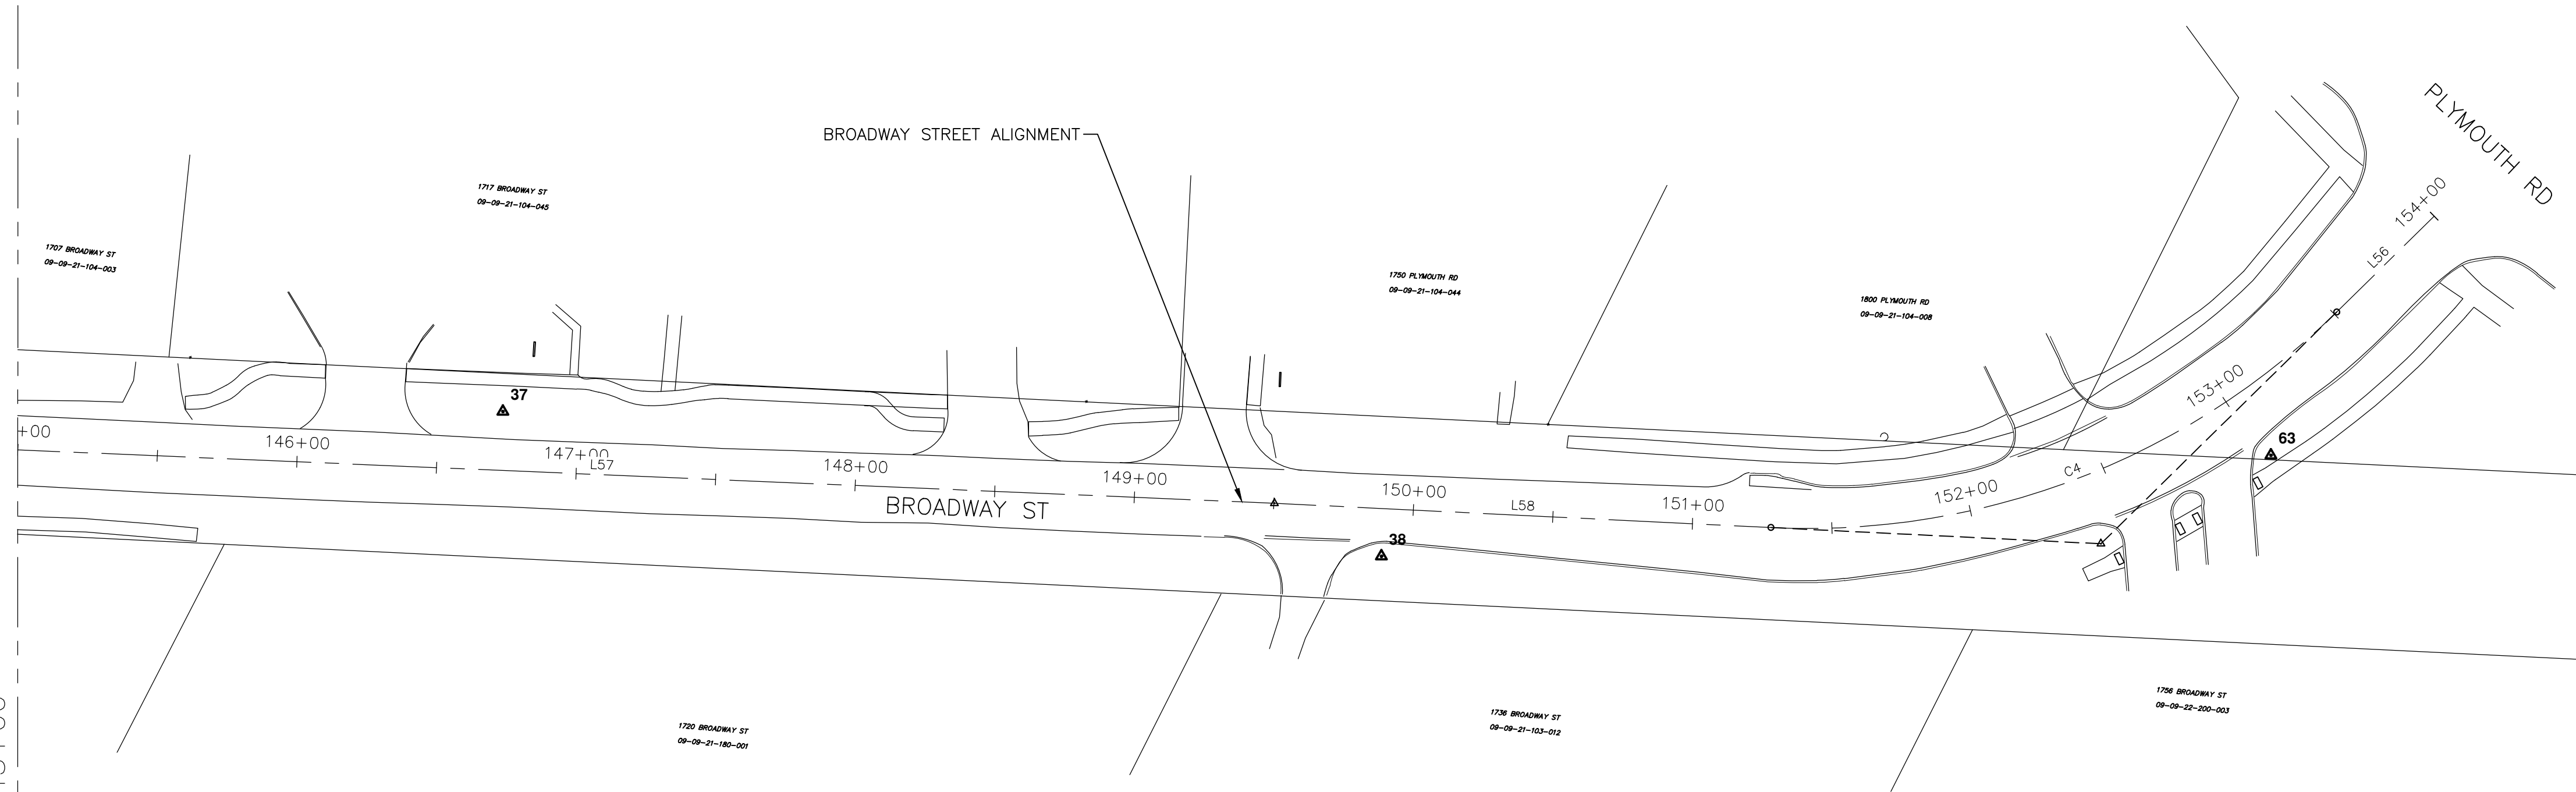 PLYMOUTH RD
BROADWAY STREET ALIGNMENT
1717 BROADWAY ST
09-09-21-104-045
154+00
1707 BROADWAY ST
09-09-21-104-003
L56
1750 PLYMOUTH RD
09-09-21-104-044
1800 PLYMOUTH RD
09-09-21-104-008
37
153+00
+00
146+00
147+00
L57
148+00
149+00
150+00
151+00
152+00
C4
63
L58
BROADWAY ST
38
1720 BROADWAY ST
09-09-21-180-001
1736 BROADWAY ST
09-09-21-103-012
1756 BROADWAY ST
09-09-22-200-003